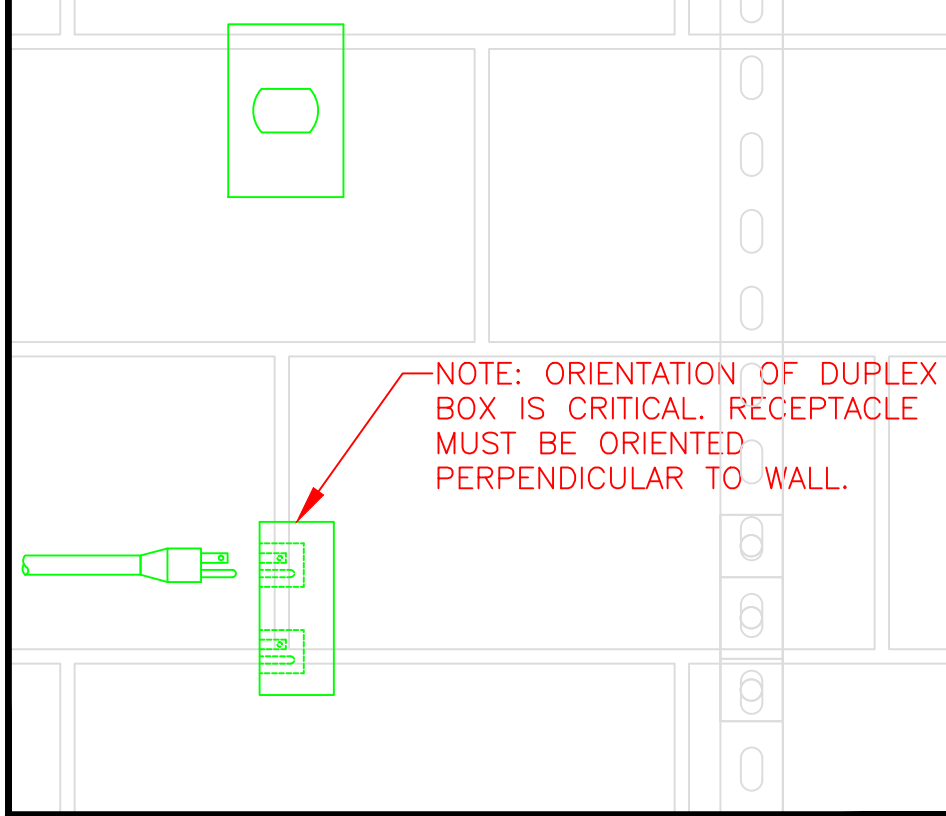 NOTE: ORIENTATION OF DUPLEX
BOX IS CRITICAL. RECEPTACLE
MUST BE ORIENTED
PERPENDICULAR TO WALL.